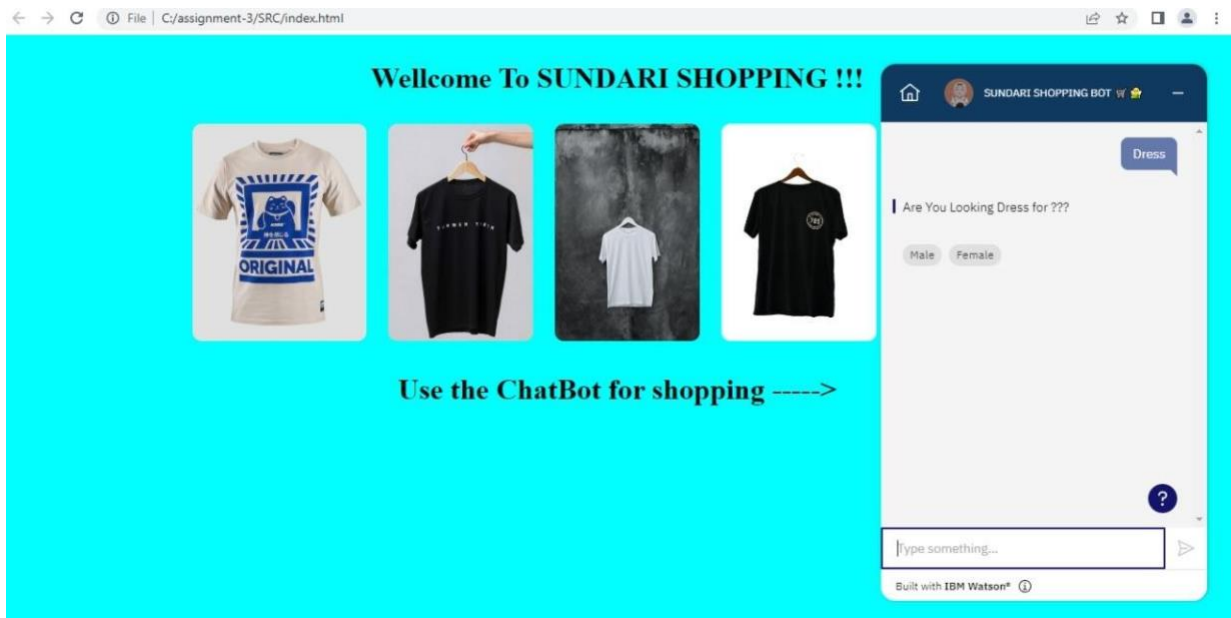 File | C:/assignment-3/SRC/index.html
Wellcome To SUNDARI SHOPPING !!!
ORIGINAL
Use the ChatBot for shopping ----->
SUNDARI SHOPPING BOT
Dress
Are You Looking Dress for ???
Male Female
?
Type something...
Built with IBM Watson®